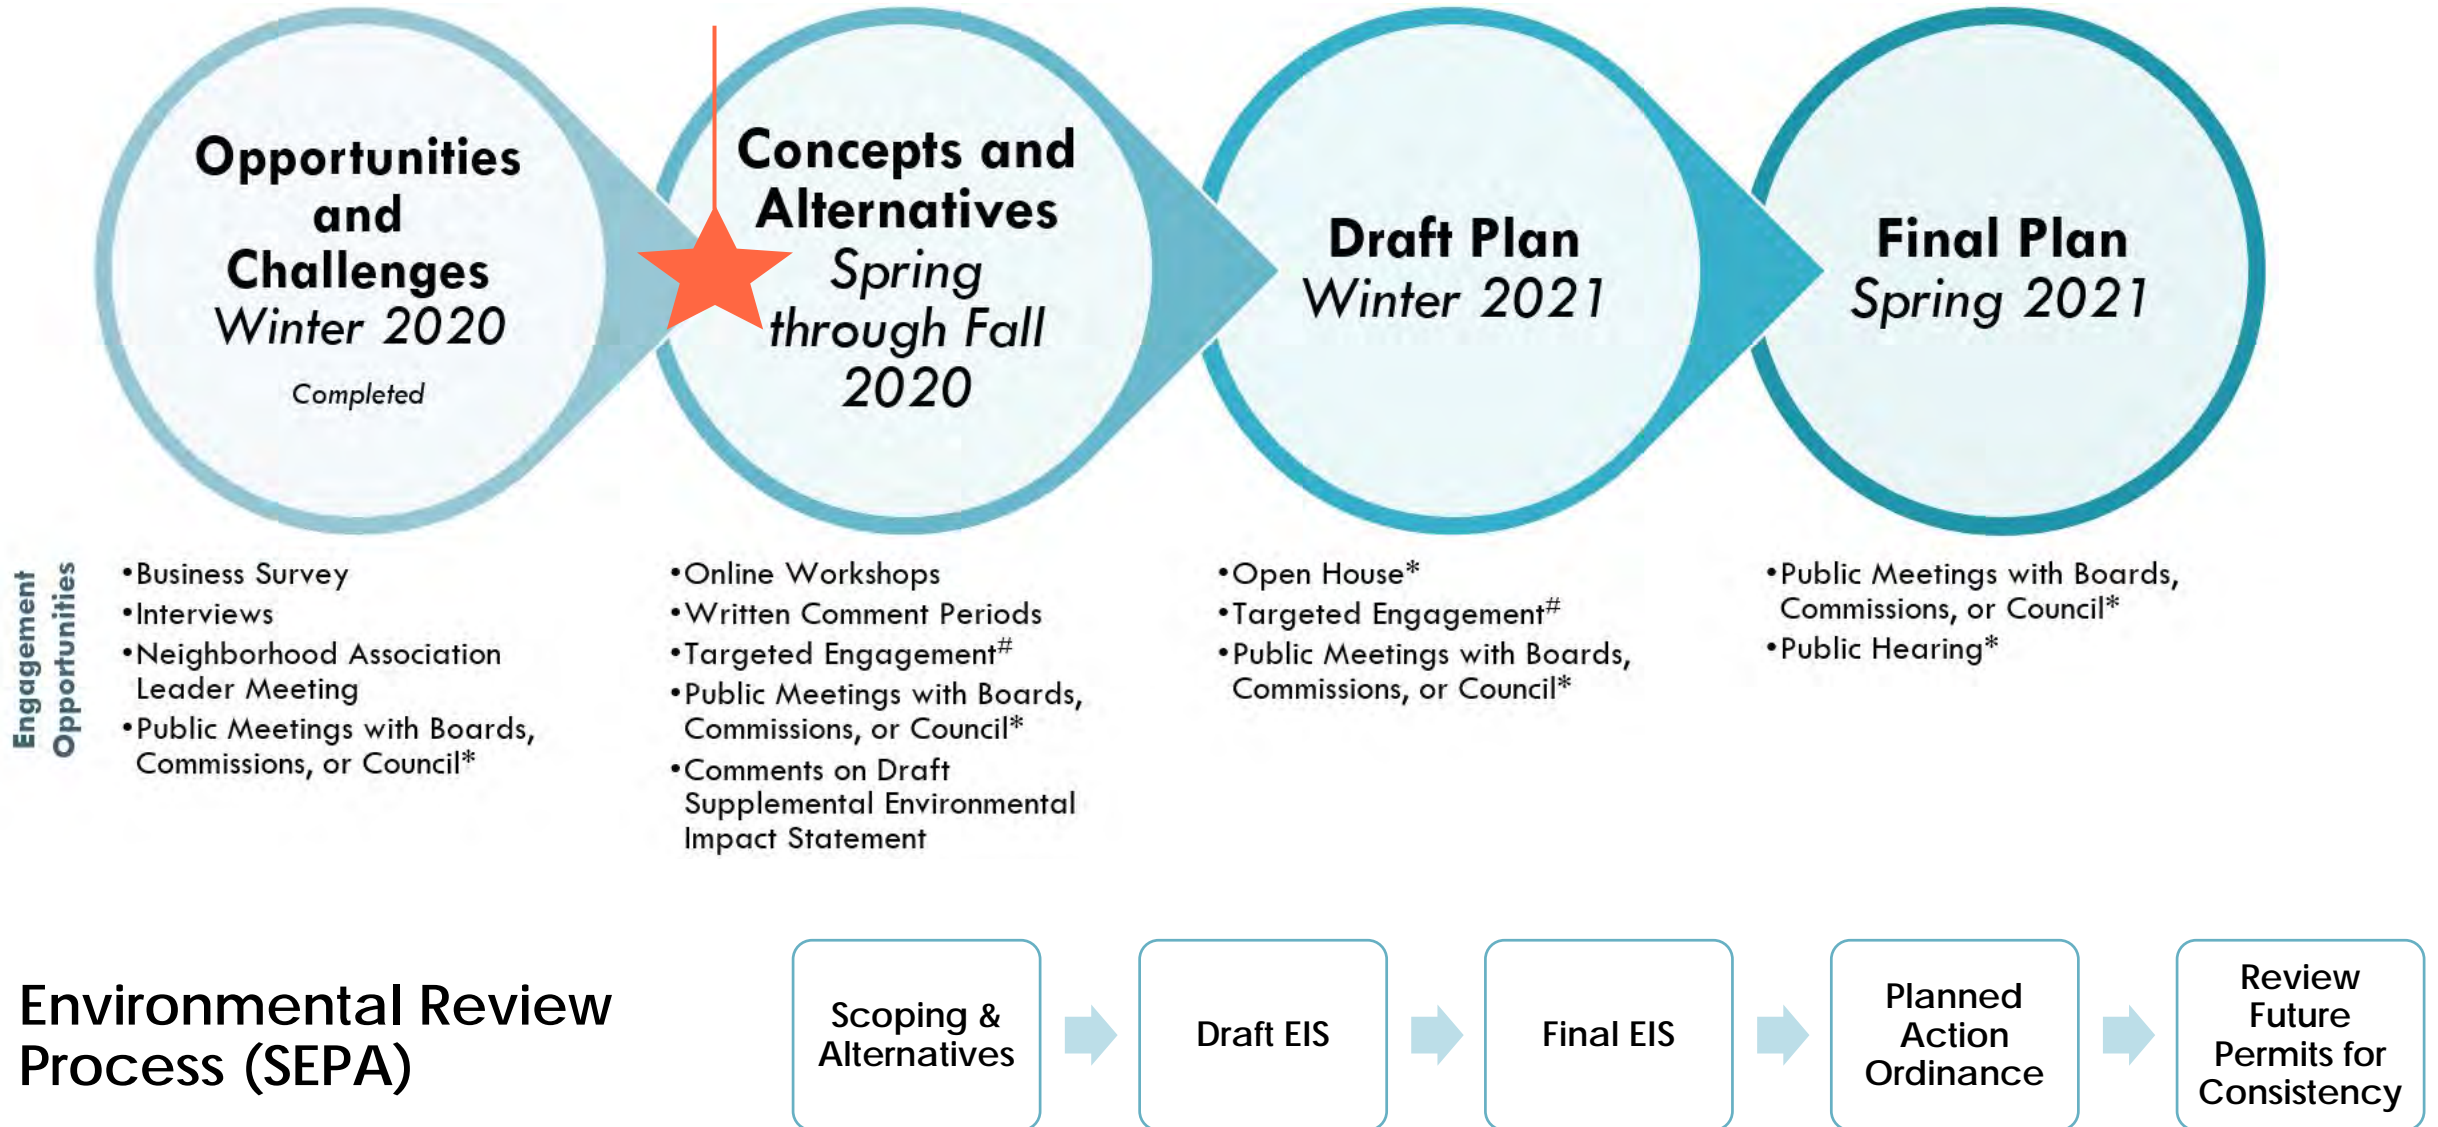 Opportunities
and
Challenges
Winter 2020
Completed
Concepts and
Alternatives
Spring
through Fall
2020
Draft Plan
Winter 2021
Final Plan
Spring 2021
Engagement
Opportunities
•Business Survey
•Interviews
•Neighborhood Association
Leader Meeting
•Public Meetings with Boards,
Commissions, or Council*
•Online Workshops
•Written Comment Periods
•Targeted Engagement#
•Public Meetings with Boards,
Commissions, or Council*
•Comments on Draft
Supplemental Environmental
Impact Statement
•Open House*
•Targeted Engagement#
•Public Meetings with Boards,
Commissions, or Council*
•Public Meetings with Boards,
Commissions, or Council*
•Public Hearing*
Environmental Review
Process (SEPA)
Scoping &
Alternatives
Draft EIS
Final EIS
Planned
Action
Ordinance
Review
Future
Permits for
Consistency